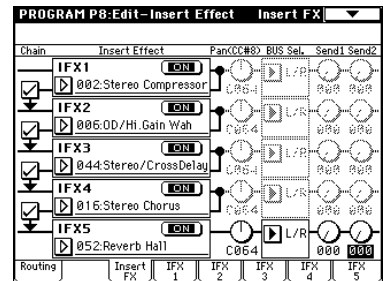 PROGRAM P8:Edit-Insert Effect Insert FX
Chain Insert Effect Pan(CC#8) BUS Sel. Send1 Send2
IFX1 ON
002:Stereo Compressor C064 L/R 000 000
IFX2 ON
006:OD/Hi.Gain Wah C064 L/R 000 000
IFX3 ON
044:Stereo/CrossDelay C064 L/R 000 000
IFX4 ON
016:Stereo Chorus C064 L/R 000 000
IFX5 ON
052:Reverb Hall C064 L/R 000 000
Routing Insert FX IFX 1 IFX 2 IFX 3 IFX 4 IFX 5